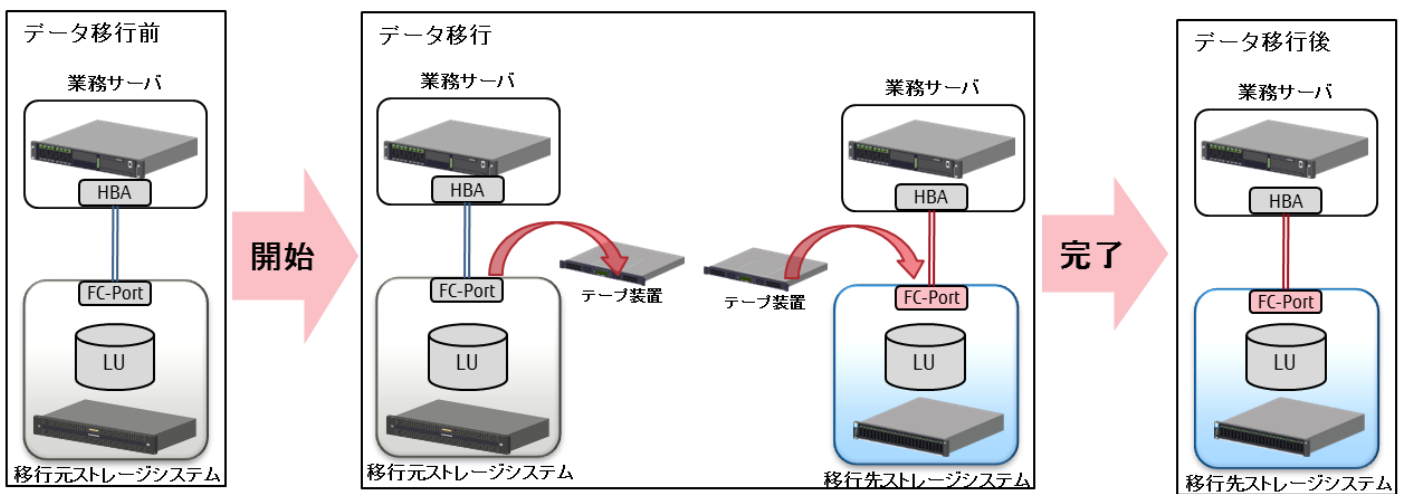 データ移行前
業務サーバ
HBA
FC-Port
LU
移行元ストレージシステム
開始
データ移行
業務サーバ
HBA
FC-Port
LU
移行元ストレージシステム
テープ装置
テープ装置
業務サーバ
HBA
FC-Port
LU
移行先ストレージシステム
完了
データ移行後
業務サーバ
HBA
FC-Port
LU
移行先ストレージシステム